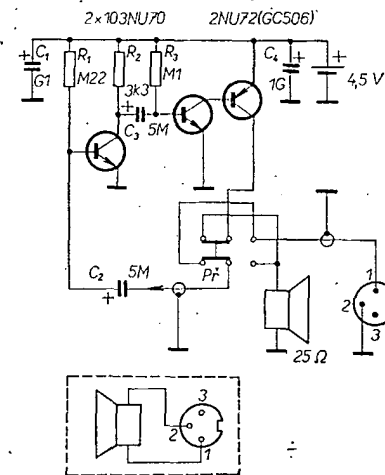 2×103NU70 2NU72(GC506)
C1 R1 R2 R3 C4
G1 M22 3k3 M1 1G 4,5 V
C3 5M
C2 5M Př
1
2
3
25 Ω
3
2
1
÷